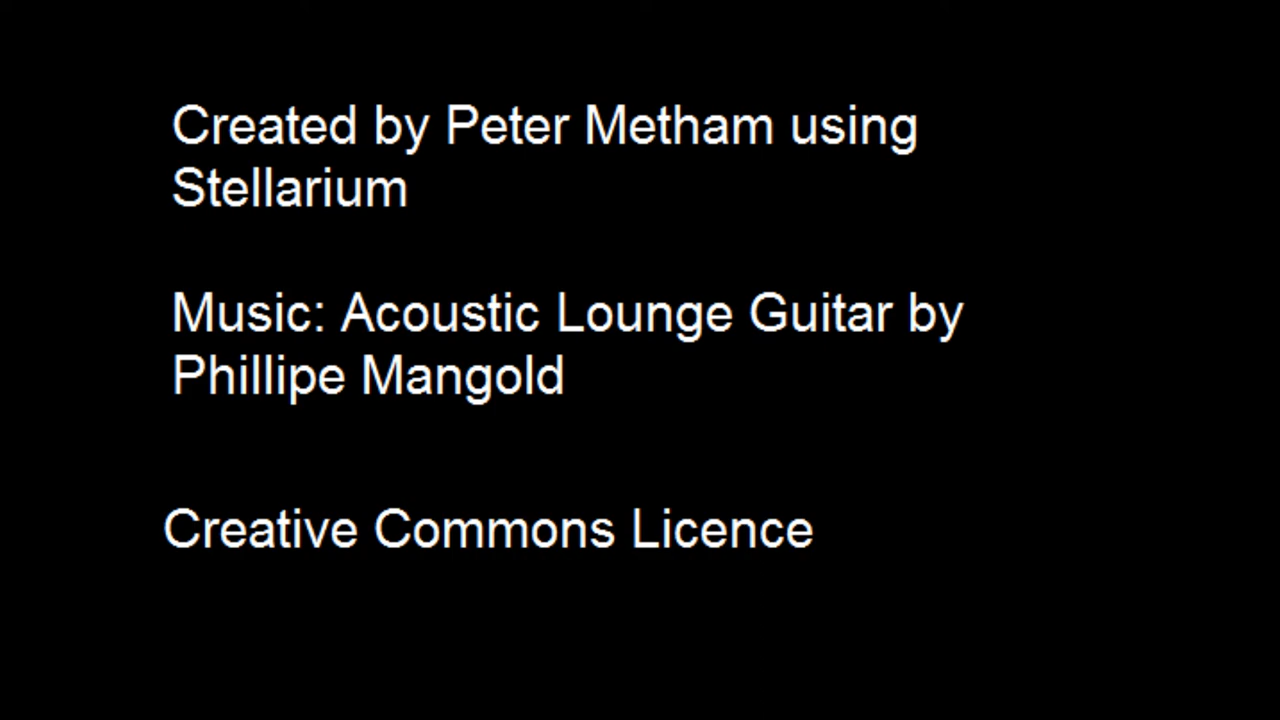 Created by Peter Metham using
Stellarium
Music: Acoustic Lounge Guitar by
Phillipe Mangold
Creative Commons Licence